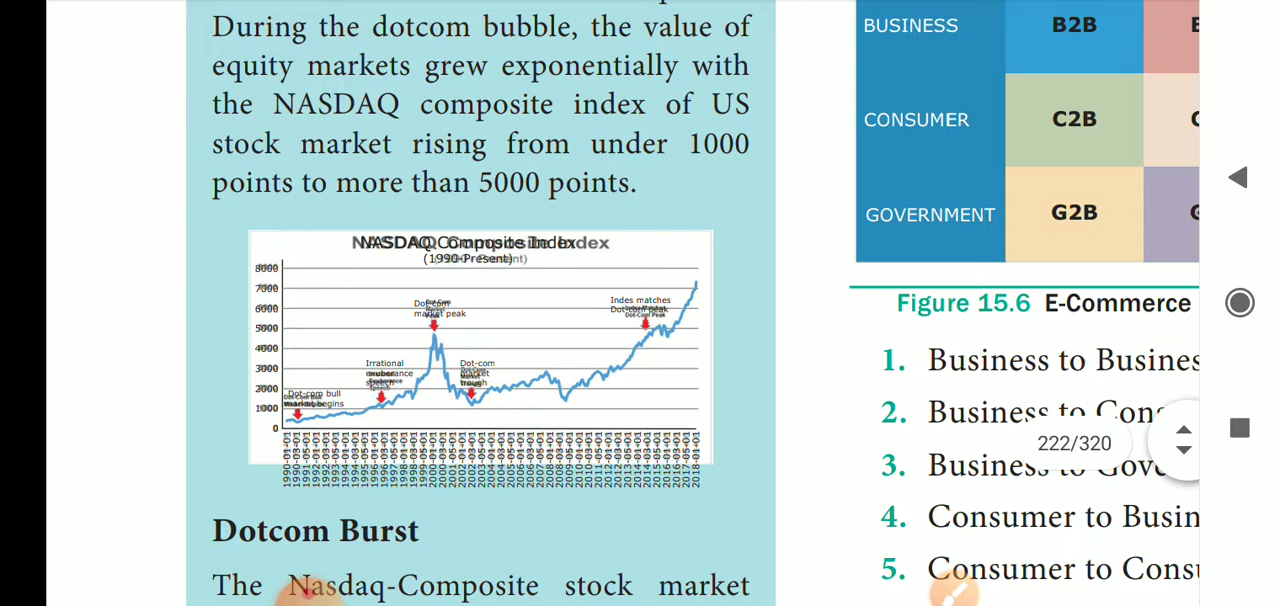 During the dotcom bubble, the value of
equity markets grew exponentially with
the NASDAQ composite index of US
stock market rising from under 1000
points to more than 5000 points.
NASDAQ Composite Index
(1990-Present)
8000
7000
6000
5000
4000
3000
2000
1000
0
Dot-com bull
market begins
Irrational
exuberance
speech
Dot-com
market peak
Dot-com
market
trough
Indes matches
Dot-com peak
Dotcom Burst
The Nasdaq-Composite stock market
BUSINESS
B2B
CONSUMER
C2B
GOVERNMENT
G2B
Figure 15.6 E-Commerce
1. Business to Busines
2. Business to Cons
3. Business to Gove
4. Consumer to Busin
5. Consumer to Consu
222/320